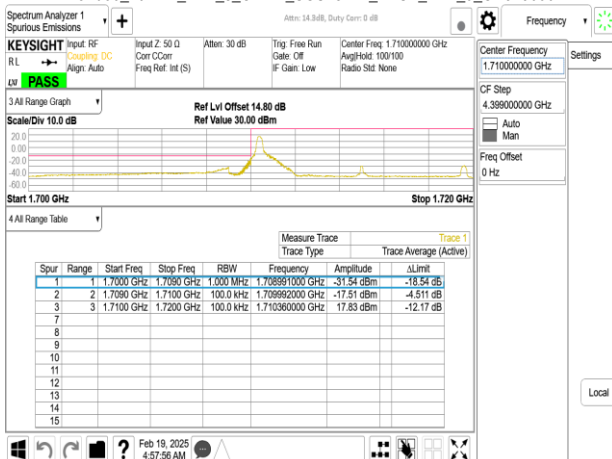 Spectrum Analyzer 1
Spurious Emissions
+
Attn: 14.8dB, Duty Corr: 0 dB
Frequency
KEYSIGHT
RL
LXI
PASS
Input: RF
Coupling: DC
Align: Auto
Input Z: 50 Ω
Corr CCorr
Freq Ref: Int (S)
Atten: 30 dB
Trig: Free Run
Gate: Off
IF Gain: Low
Center Freq: 1.710000000 GHz
Avg|Hold: 100/100
Radio Std: None
Center Frequency
1.710000000 GHz
Settings
CF Step
4.399000000 GHz
Auto
Man
Freq Offset
0 Hz
3 All Range Graph
Scale/Div 10.0 dB
Ref Lvl Offset 14.80 dB
Ref Value 30.00 dBm
20.0
0.00
-20.0
-40.0
-60.0
Start 1.700 GHz
Stop 1.720 GHz
4 All Range Table
Measure Trace Trace 1
Trace Type Trace Average (Active)
Spur Range Start Freq Stop Freq RBW Frequency Amplitude ΔLimit
1 1 1.7000 GHz 1.7090 GHz 1.000 MHz 1.708991000 GHz -31.54 dBm -18.54 dB
2 2 1.7090 GHz 1.7100 GHz 100.0 kHz 1.709992000 GHz -17.51 dBm -4.511 dB
3 3 1.7100 GHz 1.7200 GHz 100.0 kHz 1.710360000 GHz 17.83 dBm -12.17 dB
7
8
9
10
11
12
13
14
15
Local
?
Feb 19, 2025
4:57:56 AM